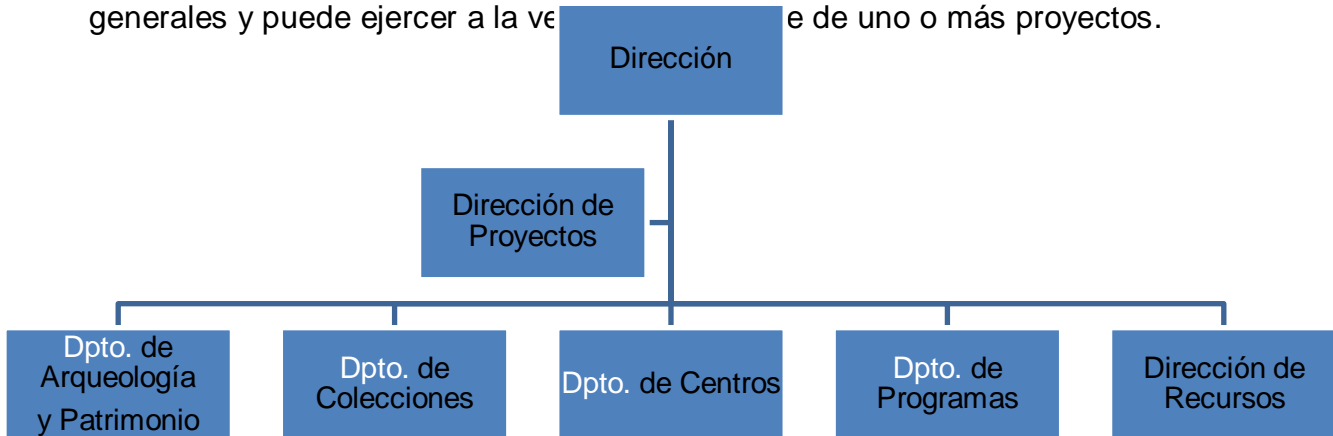 generales y puede ejercer a la ve e de uno o más proyectos.
Dirección
Dirección de
Proyectos
Dpto. de
Arqueología
y Patrimonio
Dpto. de
Colecciones
Dpto. de Centros
Dpto. de
Programas
Dirección de
Recursos